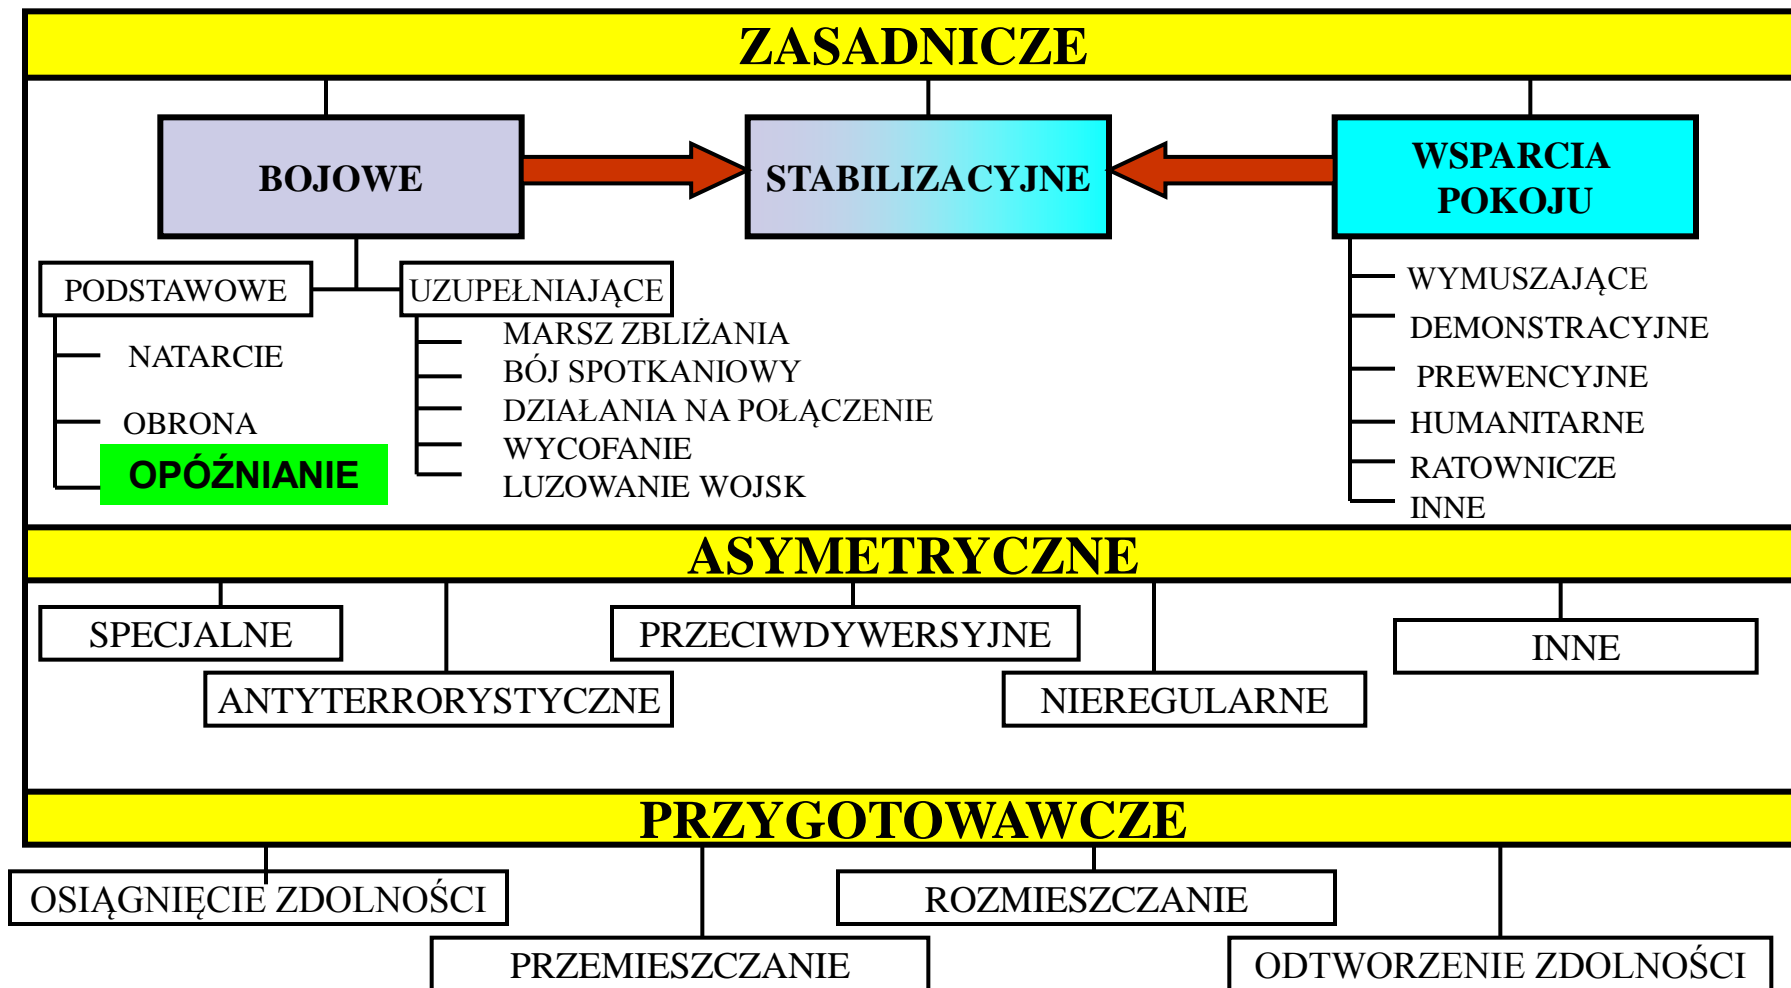 ZASADNICZE
BOJOWE
STABILIZACYJNE
WSPARCIA
POKOJU
PODSTAWOWE
NATARCIE
OBRONA
OPÓŹNIANIE
UZUPEŁNIAJĄCE
MARSZ ZBLIŻANIA
BÓJ SPOTKANIOWY
DZIAŁANIA NA POŁĄCZENIE
WYCOFANIE
LUZOWANIE WOJSK
WYMUSZAJĄCE
DEMONSTRACYJNE
PREWENCYJNE
HUMANITARNE
RATOWNICZE
INNE
ASYMETRYCZNE
SPECJALNE
PRZECIWDYWERSYJNE
INNE
ANTYTERRORYSTYCZNE
NIEREGULARNE
PRZYGOTOWAWCZE
OSIĄGNIĘCIE ZDOLNOŚCI
ROZMIESZCZANIE
PRZEMIESZCZANIE
ODTWORZENIE ZDOLNOŚCI